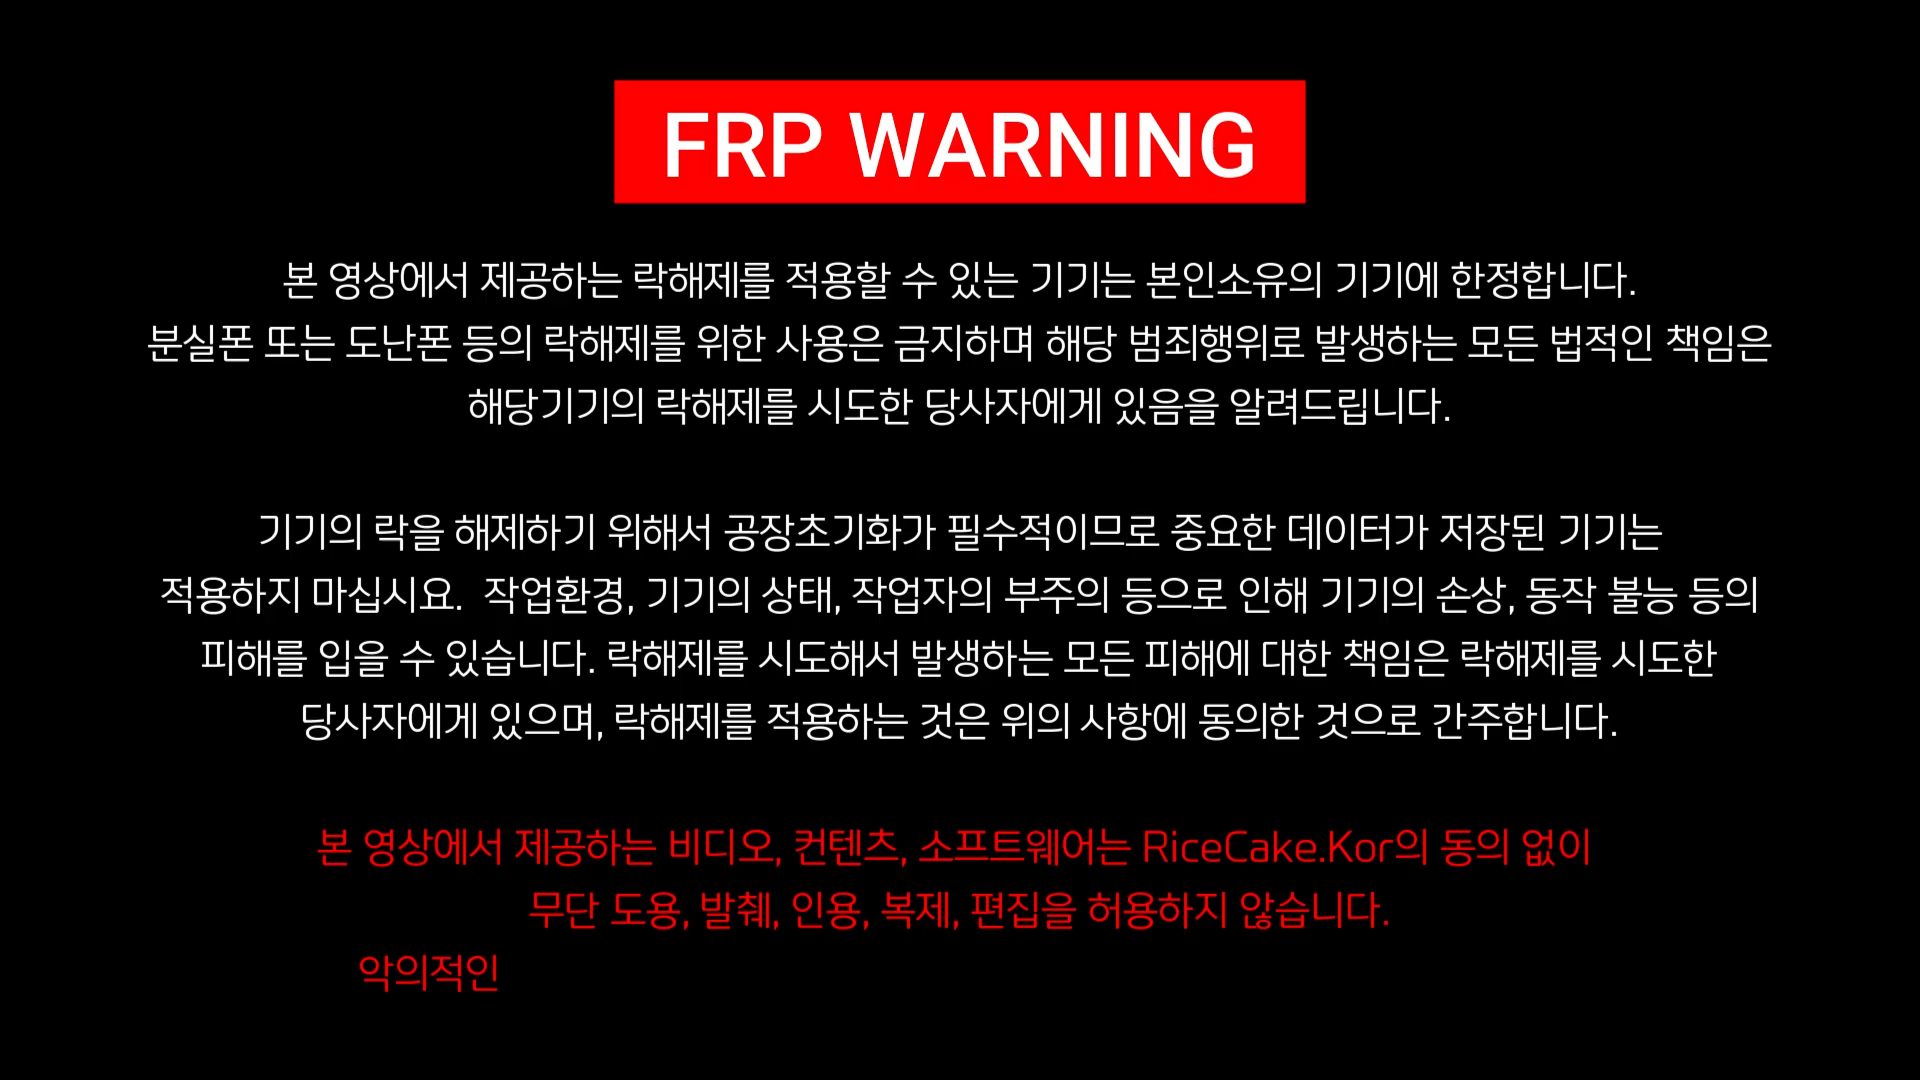 FRP WARNING
본 영상에서 제공하는 락해제를 적용할 수 있는 기기는 본인소유의 기기에 한정합니다.
분실폰 또는 도난폰 등의 락해제를 위한 사용은 금지하며 해당 범죄행위로 발생하는 모든 법적인 책임은
해당기기의 락해제를 시도한 당사자에게 있음을 알려드립니다.
기기의 락을 해제하기 위해서 공장초기화가 필수적이므로 중요한 데이터가 저장된 기기는
적용하지 마십시요. 작업환경, 기기의 상태, 작업자의 부주의 등으로 인해 기기의 손상, 동작 불능 등의
피해를 입을 수 있습니다. 락해제를 시도해서 발생하는 모든 피해에 대한 책임은 락해제를 시도한
당사자에게 있으며, 락해제를 적용하는 것은 위의 사항에 동의한 것으로 간주합니다.
본 영상에서 제공하는 비디오, 컨텐츠, 소프트웨어는 RiceCake.Kor의 동의 없이
무단 도용, 발췌, 인용, 복제, 편집을 허용하지 않습니다.
악의적인